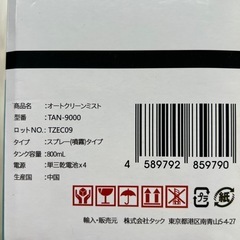 商品名：オートクリーンミスト
型番：TAN-9000
ロットNO.：TZEC09
タイプ：スプレー(噴霧)タイプ
タンク容量：800mL
電源：単三乾電池×4
生産国：中国
4 589792 859790
紙
輸入・販売／株式会社タック 東京都港区南青山5-4-27